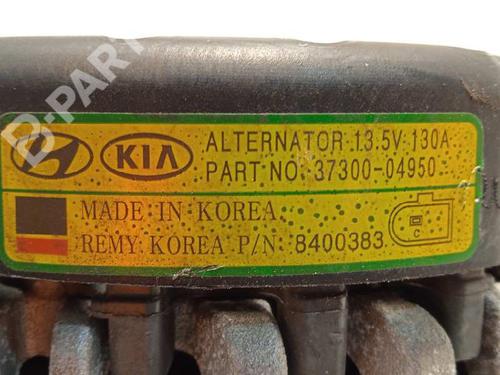 B-PARTS
KIA
ALTERNATOR 13.5V 130A
PART NO: 37300-04950
MADE IN KOREA
REMY KOREA P/N: 8400383
C